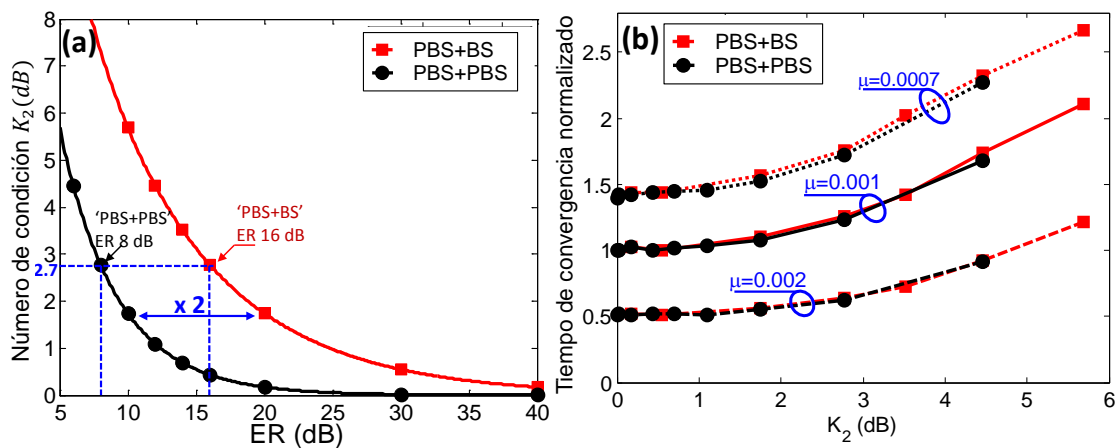 (a)
PBS+BS
PBS+PBS
'PBS+PBS'
ER 8 dB
'PBS+BS'
ER 16 dB
x 2
2.7
8
7
6
5
4
3
2
1
0
5
10
15
20
25
30
35
40
ER (dB)
Número de condición K₂(dB)
(b)
PBS+BS
PBS+PBS
μ=0.0007
μ=0.001
μ=0.002
2.5
2
1.5
1
0.5
0
0
1
2
3
4
5
6
K₂ (dB)
Tiempo de convergencia normalizado